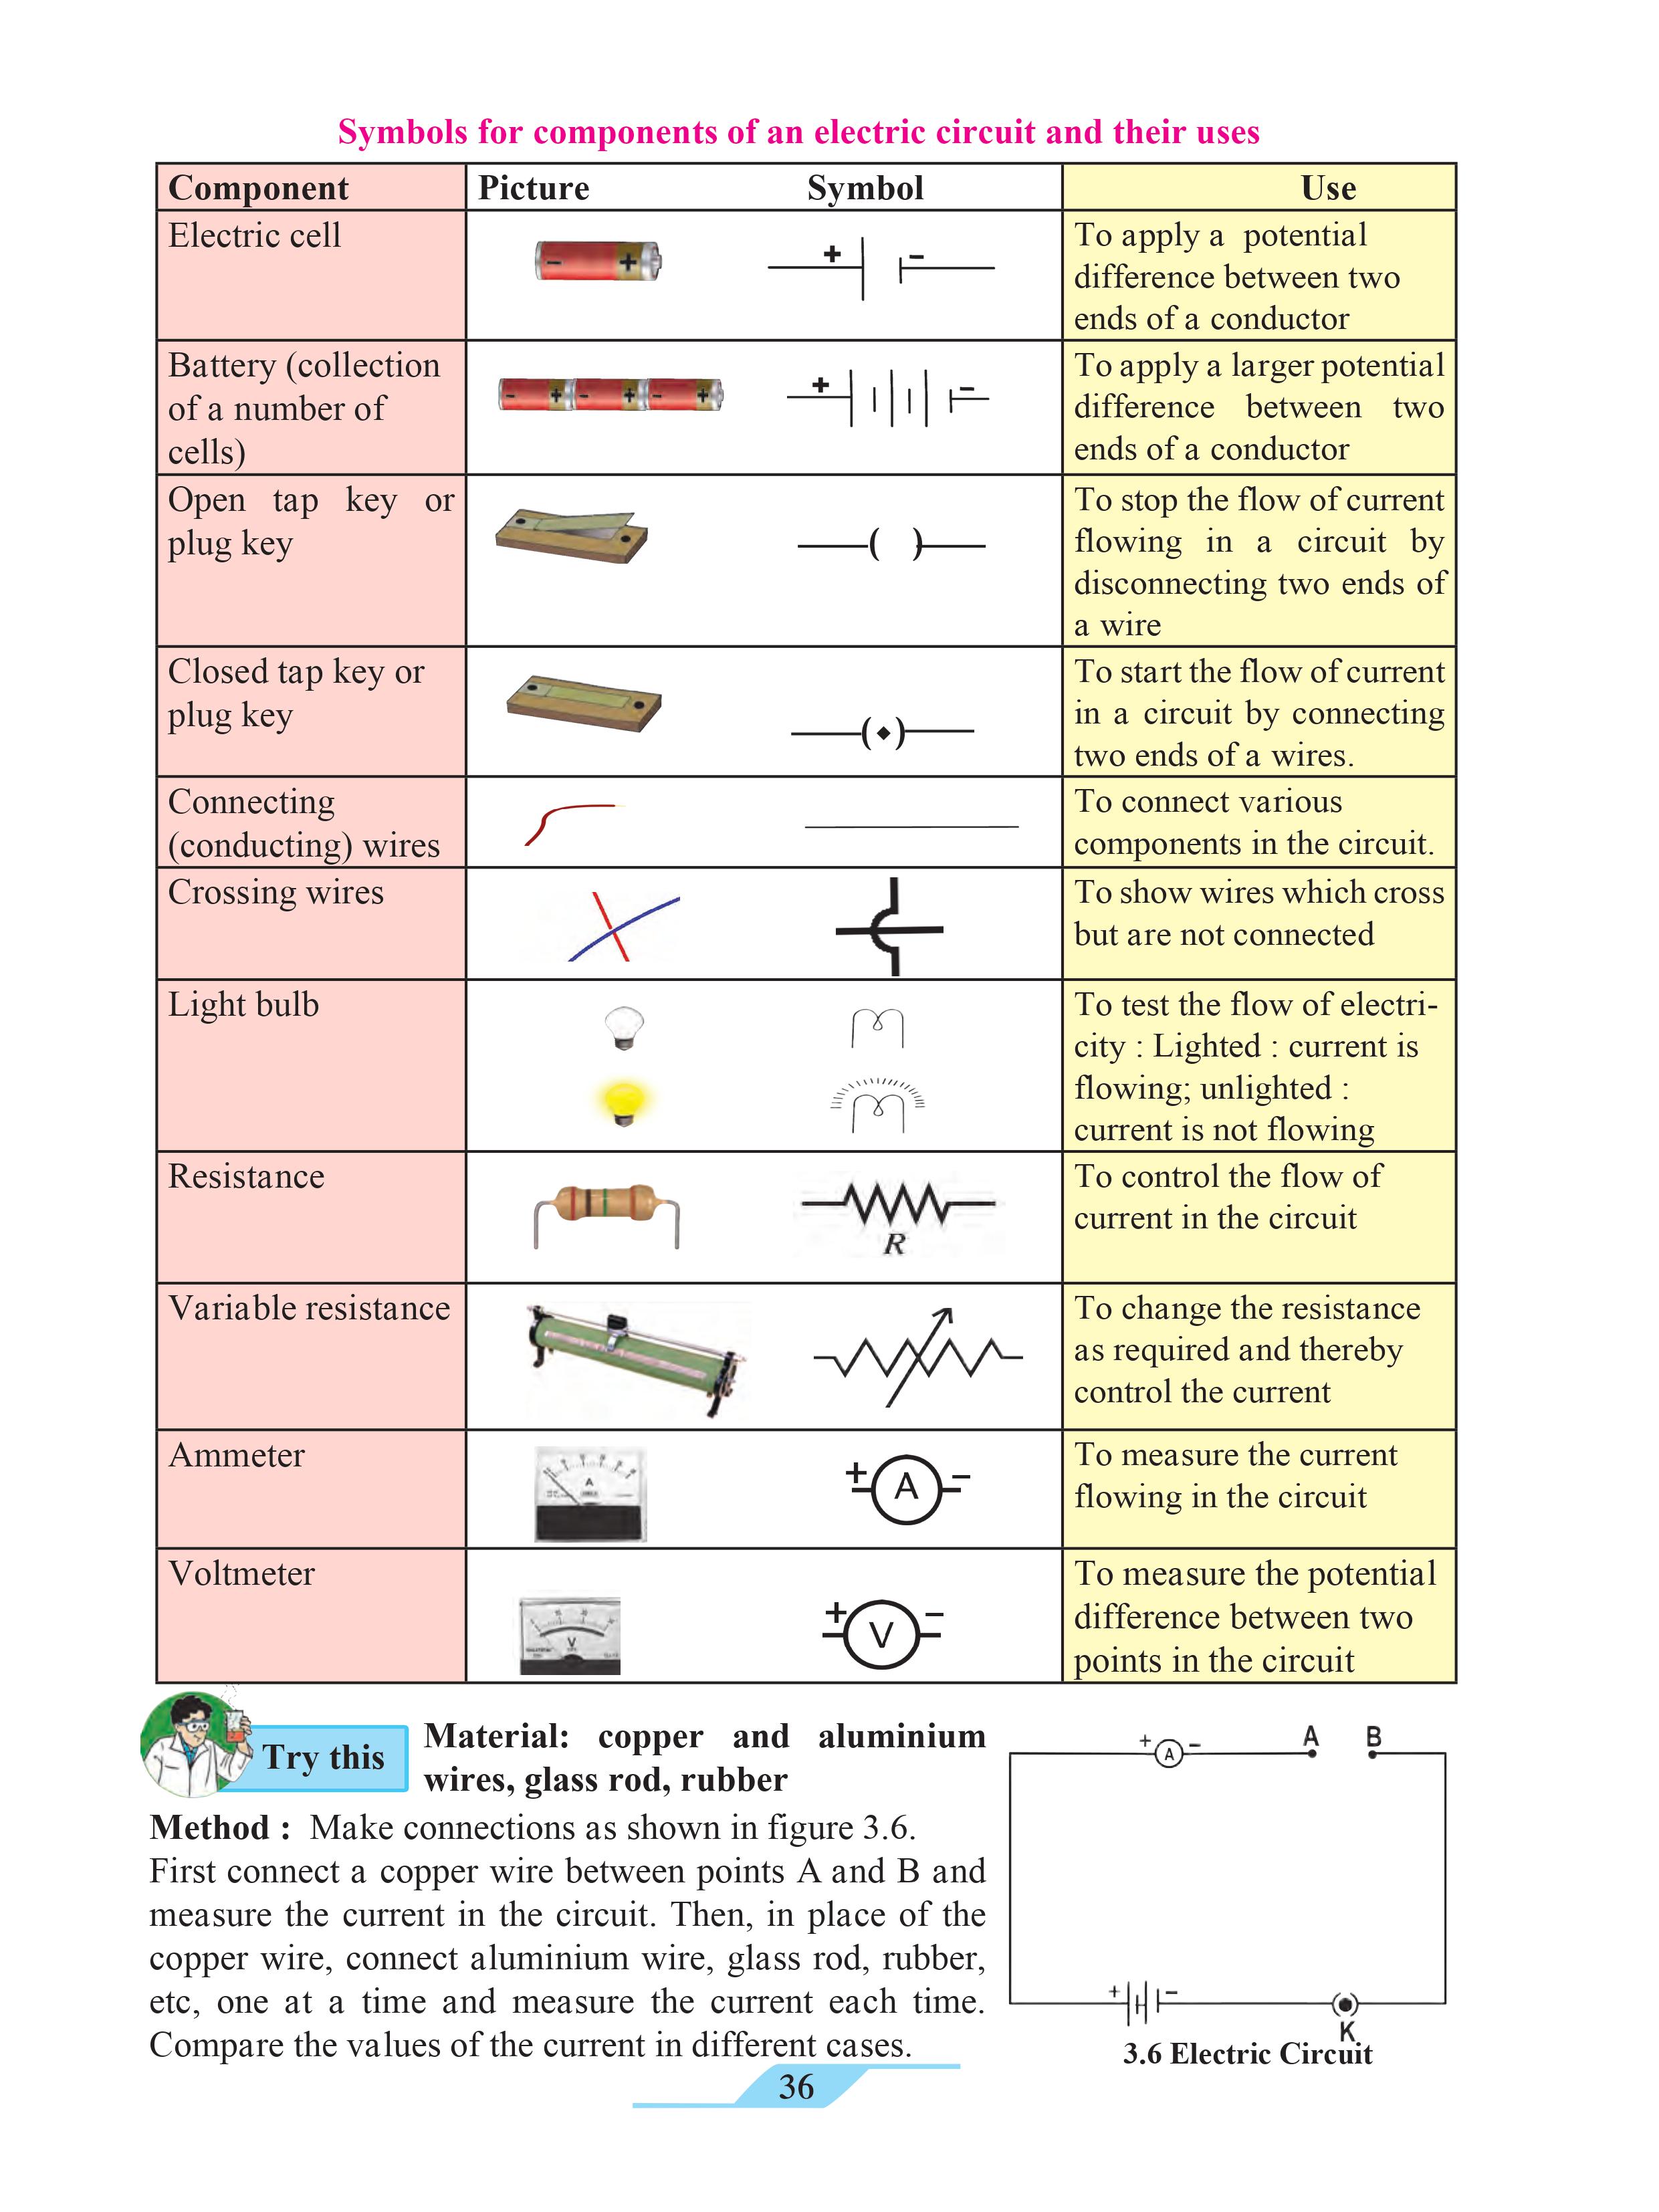 Symbols for components of an electric circuit and their uses
Component Picture Symbol Use
Electric cell
+ -
- +
To apply a potential
difference between two
ends of a conductor
Battery (collection
of a number of
cells)
- + - + - +
+ -
To apply a larger potential
difference between two
ends of a conductor
Open tap key or
plug key
To stop the flow of current
flowing in a circuit by
disconnecting two ends of
a wire
Closed tap key or
plug key
To start the flow of current
in a circuit by connecting
two ends of a wires.
Connecting
(conducting) wires
To connect various
components in the circuit.
Crossing wires
To show wires which cross
but are not connected
Light bulb
To test the flow of electri-
city : Lighted : current is
flowing; unlighted :
current is not flowing
Resistance
R
To control the flow of
current in the circuit
Variable resistance
To change the resistance
as required and thereby
control the current
Ammeter
A
+ A -
To measure the current
flowing in the circuit
Voltmeter
V
+ V -
To measure the potential
difference between two
points in the circuit
Try this
Material: copper and aluminium
wires, glass rod, rubber
Method : Make connections as shown in figure 3.6.
First connect a copper wire between points A and B and
measure the current in the circuit. Then, in place of the
copper wire, connect aluminium wire, glass rod, rubber,
etc, one at a time and measure the current each time.
Compare the values of the current in different cases.
+ A - A B
+ -
K
3.6 Electric Circuit
36